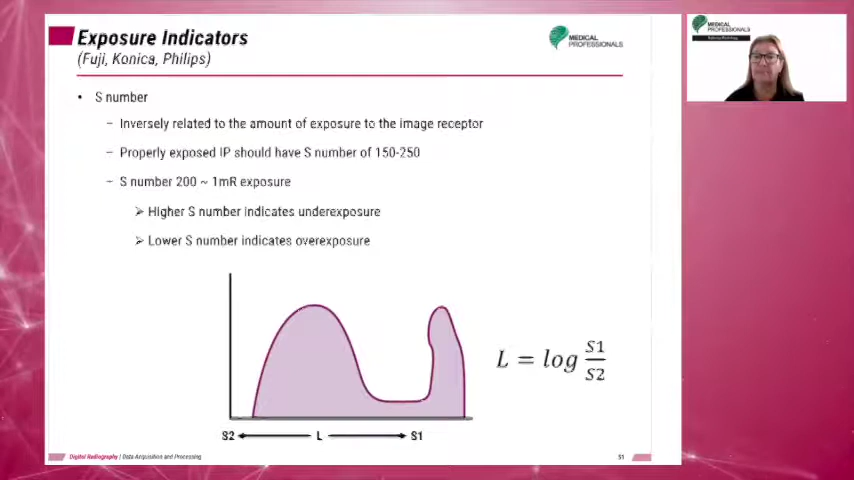 Exposure Indicators
(Fuji, Konica, Philips)
MEDICAL
PROFESSIONALS
• S number
– Inversely related to the amount of exposure to the image receptor
– Properly exposed IP should have S number of 150-250
– S number 200 ~ 1mR exposure
➢ Higher S number indicates underexposure
➢ Lower S number indicates overexposure
L = log S1/S2
S2 L S1
Digital Radiography | Data Acquisition and Processing
51
MEDICAL
PROFESSIONALS